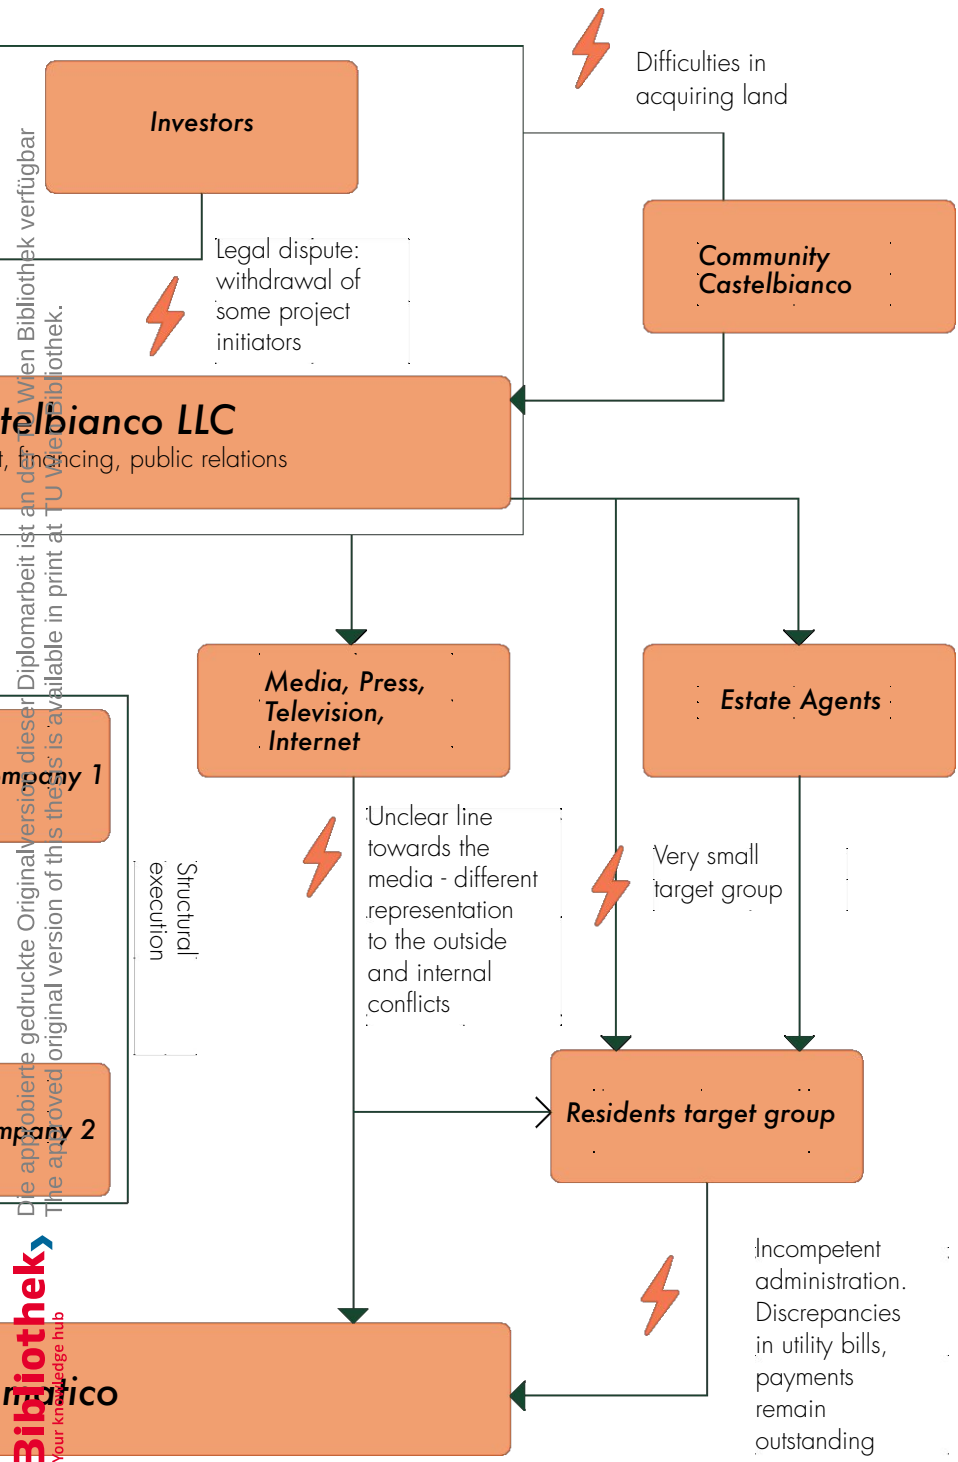 Difficulties in
acquiring land
Investors
Legal dispute:
withdrawal of
some project
initiators
Community
Castelbianco
telbianco LLC
t, financing, public relations
Media, Press,
Television,
Internet
Estate Agents
mpany 1
Unclear line
towards the
media - different
representation
to the outside
and internal
conflicts
Very small
target group
Structural
execution
Residents target group
mpany 2
Incompetent
administration.
Discrepancies
in utility bills,
payments
remain
outstanding
matico
Die approbierte gedruckte Originalversion dieser Diplomarbeit ist an der TU Wien Bibliothek verfügbar
The approved original version of this thesis is available in print at TU Wien Bibliothek.
Bibliothek
Your knowledge hub